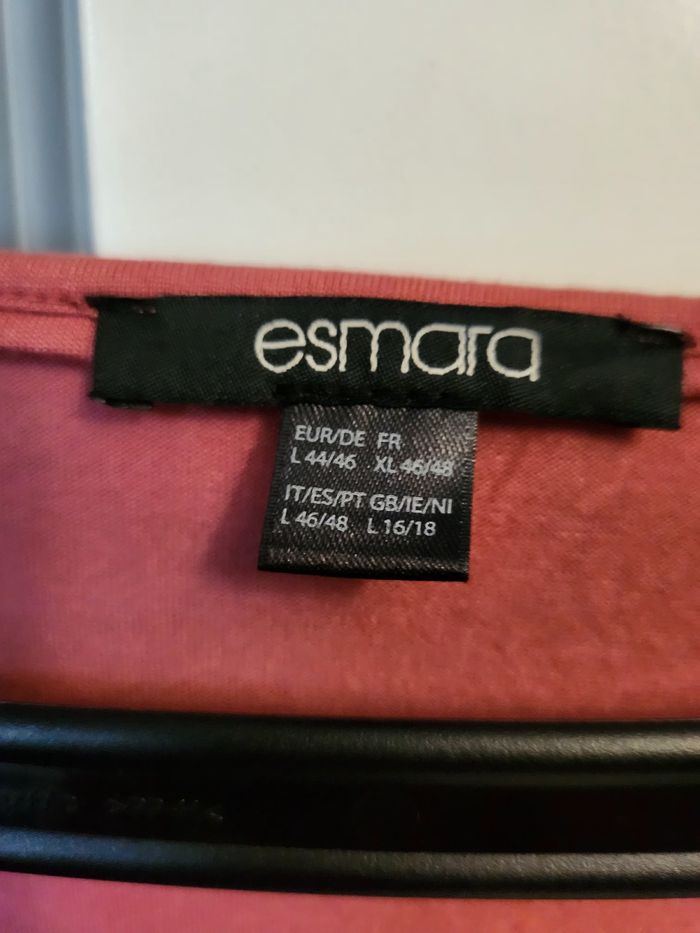 esmara
EUR/DE FR
L 44/46 XL 46/48
IT/ES/PT GB/IE/NI
L 46/48 L 16/18